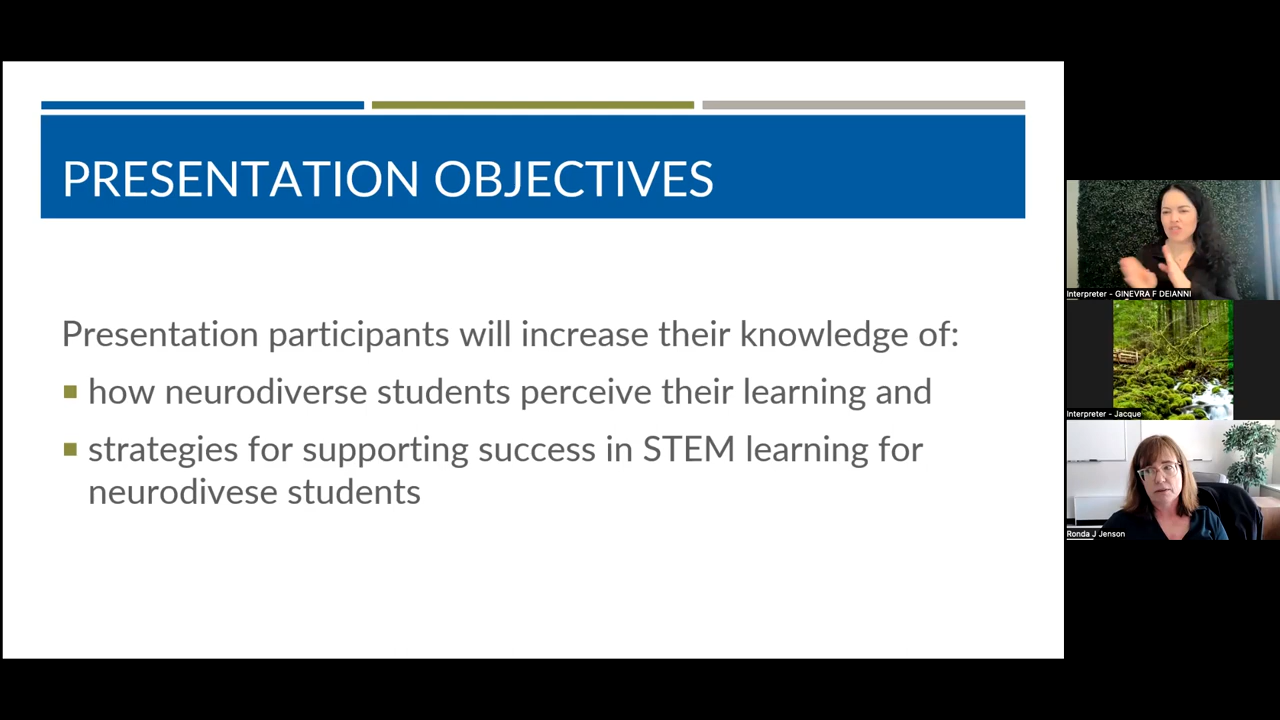 PRESENTATION OBJECTIVES
Presentation participants will increase their knowledge of:
how neurodiverse students perceive their learning and
strategies for supporting success in STEM learning for
neurodivese students
Interpreter - GINEVRA F DEIANNI
Interpreter - Jacque
Ronda J Jenson